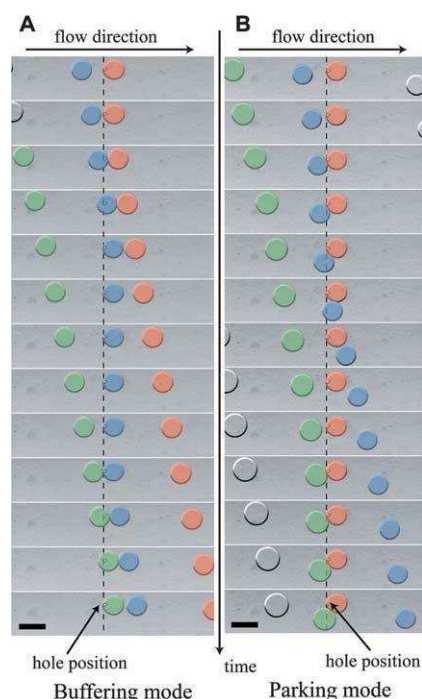 A
flow direction
B
flow direction
hole position
time
hole position
Buffering mode
Parking mode